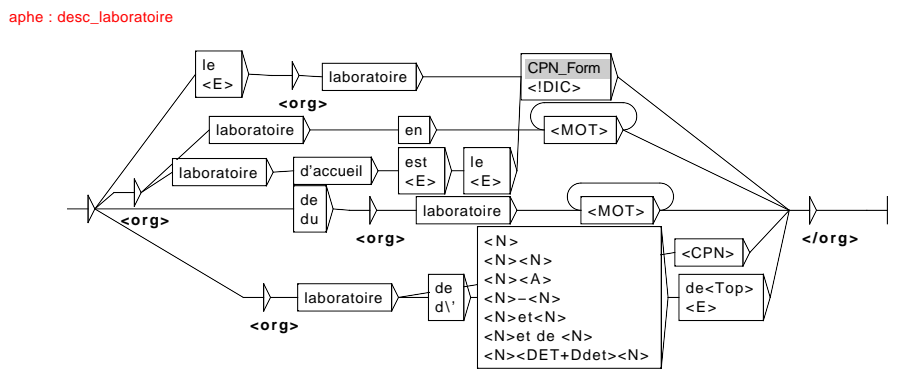 aphe : desc_laboratoire
le
<E>
<org>
laboratoire
CPN_Form
<!DIC>
laboratoire
en
<MOT>
laboratoire
d'accueil
est
<E>
le
<E>
<org>
de
du
<org>
laboratoire
<MOT>
</org>
<org>
laboratoire
de
d\'
<N>
<N><N>
<N><A>
<N>–<N>
<N>et<N>
<N>et de <N>
<N><DET+Ddet><N>
<CPN>
de<Top>
<E>